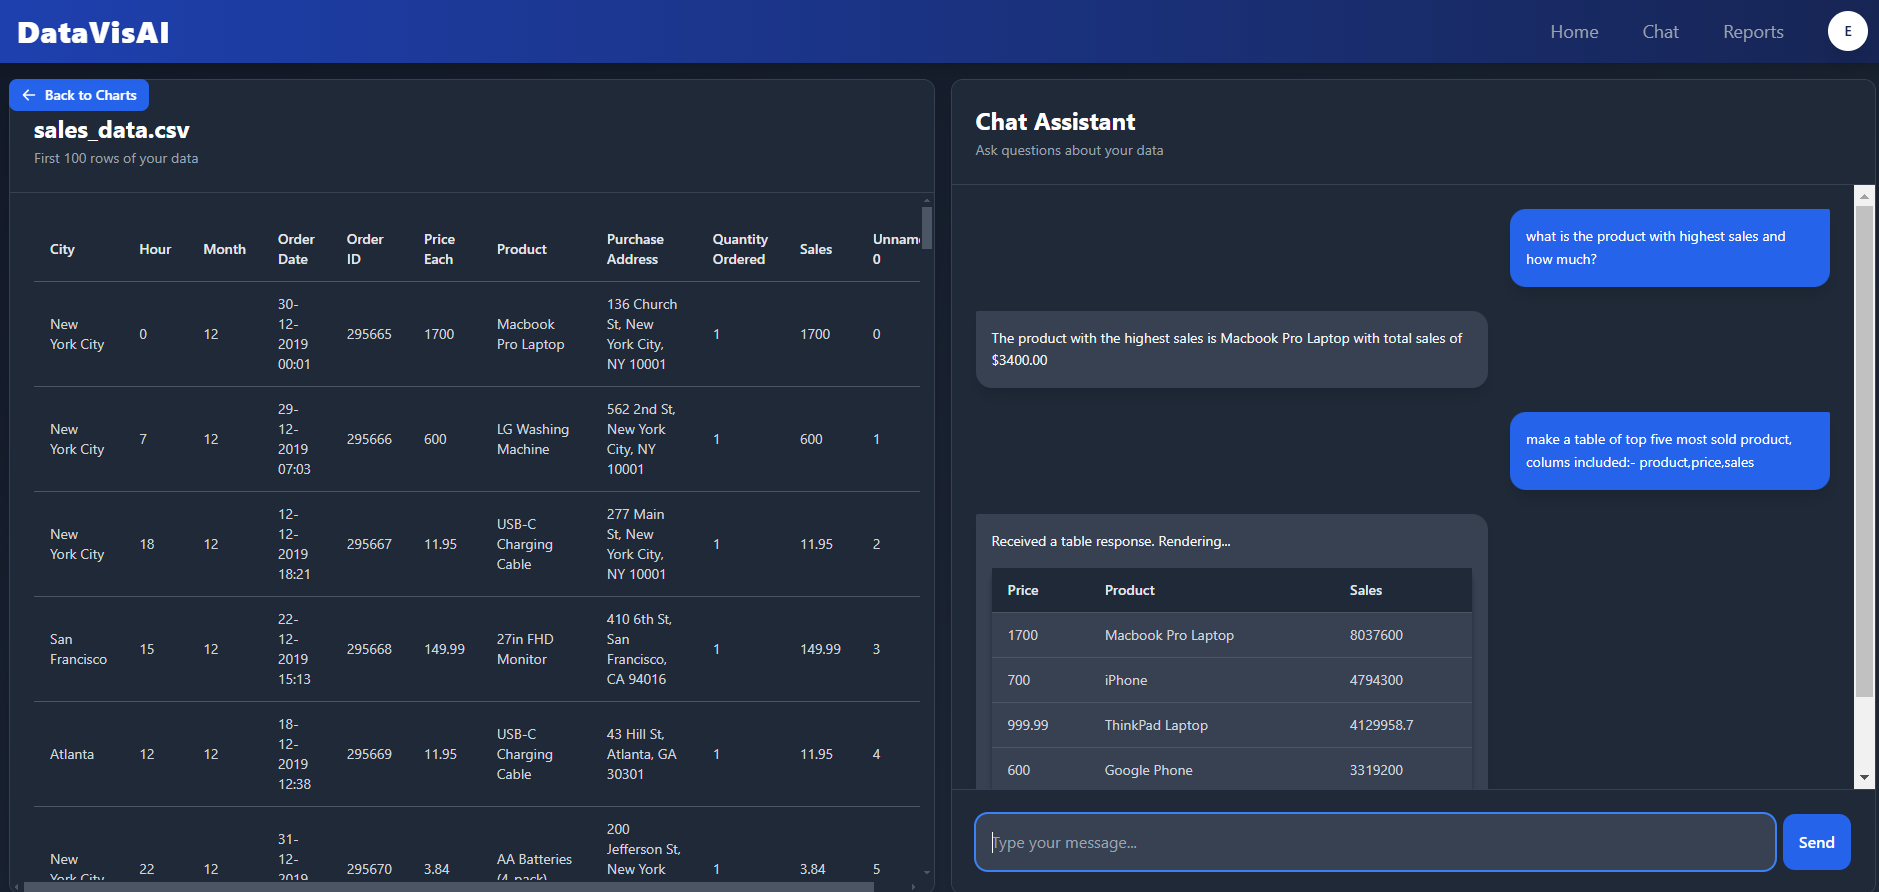 DataVisAI
Home Chat Reports E
← Back to Charts
sales_data.csv
First 100 rows of your data
City Hour Month Order Date Order ID Price Each Product Purchase Address Quantity Ordered Sales Unnam 0
New York City 0 12 30-12-2019 00:01 295665 1700 Macbook Pro Laptop 136 Church St, New York City, NY 10001 1 1700 0
New York City 7 12 29-12-2019 07:03 295666 600 LG Washing Machine 562 2nd St, New York City, NY 10001 1 600 1
New York City 18 12 12-12-2019 18:21 295667 11.95 USB-C Charging Cable 277 Main St, New York City, NY 10001 1 11.95 2
San Francisco 15 12 22-12-2019 15:13 295668 149.99 27in FHD Monitor 410 6th St, San Francisco, CA 94016 1 149.99 3
Atlanta 12 12 18-12-2019 12:38 295669 11.95 USB-C Charging Cable 43 Hill St, Atlanta, GA 30301 1 11.95 4
New York City 22 12 31-12-2019 295670 3.84 AA Batteries (4-pack) 200 Jefferson St, New York 1 3.84 5
Chat Assistant
Ask questions about your data
what is the product with highest sales and
how much?
The product with the highest sales is Macbook Pro Laptop with total sales of
$3400.00
make a table of top five most sold product,
colums included:- product,price,sales
Received a table response. Rendering...
Price Product Sales
1700 Macbook Pro Laptop 8037600
700 iPhone 4794300
999.99 ThinkPad Laptop 4129958.7
600 Google Phone 3319200
Type your message...
Send